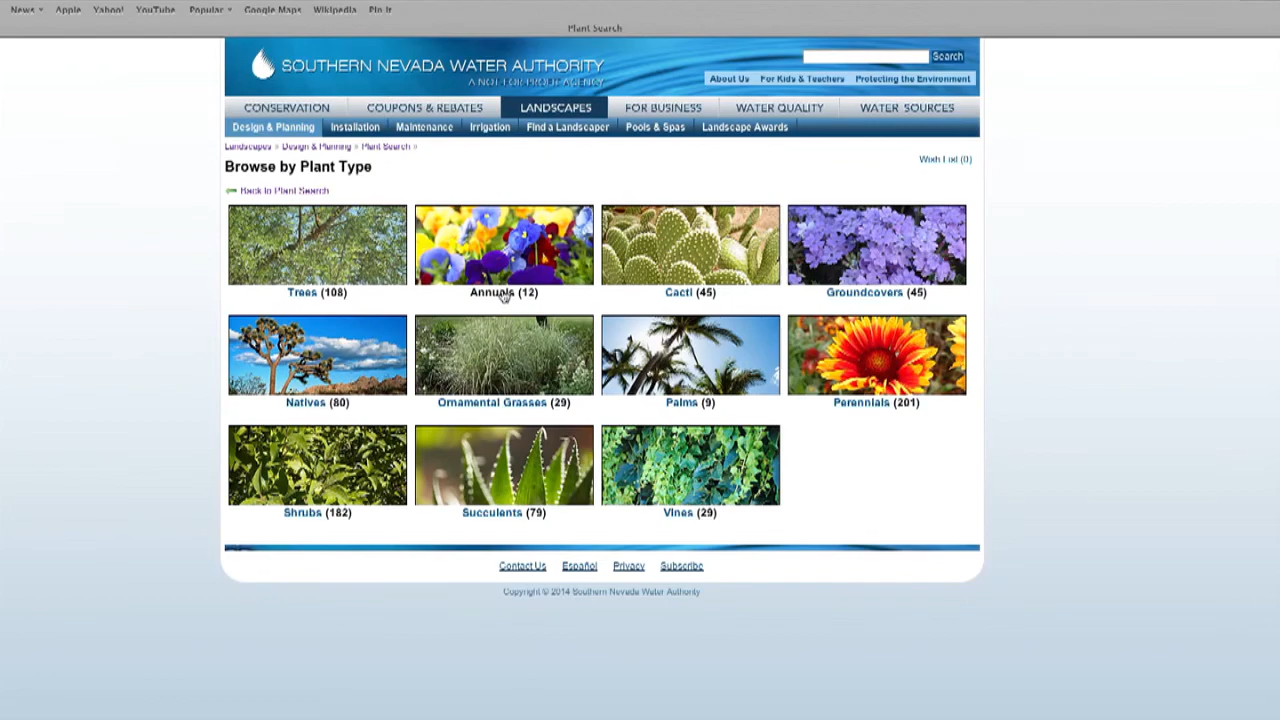 News Apple Yahoo! YouTube Popular Google Maps Wikipedia Pin It
Plant Search
SOUTHERN NEVADA WATER AUTHORITY
A NOT-FOR-PROFIT AGENCY
Search
About Us For Kids & Teachers Protecting the Environment
CONSERVATION COUPONS & REBATES LANDSCAPES FOR BUSINESS WATER QUALITY WATER SOURCES
Design & Planning Installation Maintenance Irrigation Find a Landscaper Pools & Spas Landscape Awards
Landscapes » Design & Planning » Plant Search »
Wish List (0)
Browse by Plant Type
Back to Plant Search
Trees (108) Annuals (12) Cacti (45) Groundcovers (45)
Natives (80) Ornamental Grasses (29) Palms (9) Perennials (201)
Shrubs (182) Succulents (79) Vines (29)
Contact Us Español Privacy Subscribe
Copyright © 2014 Southern Nevada Water Authority